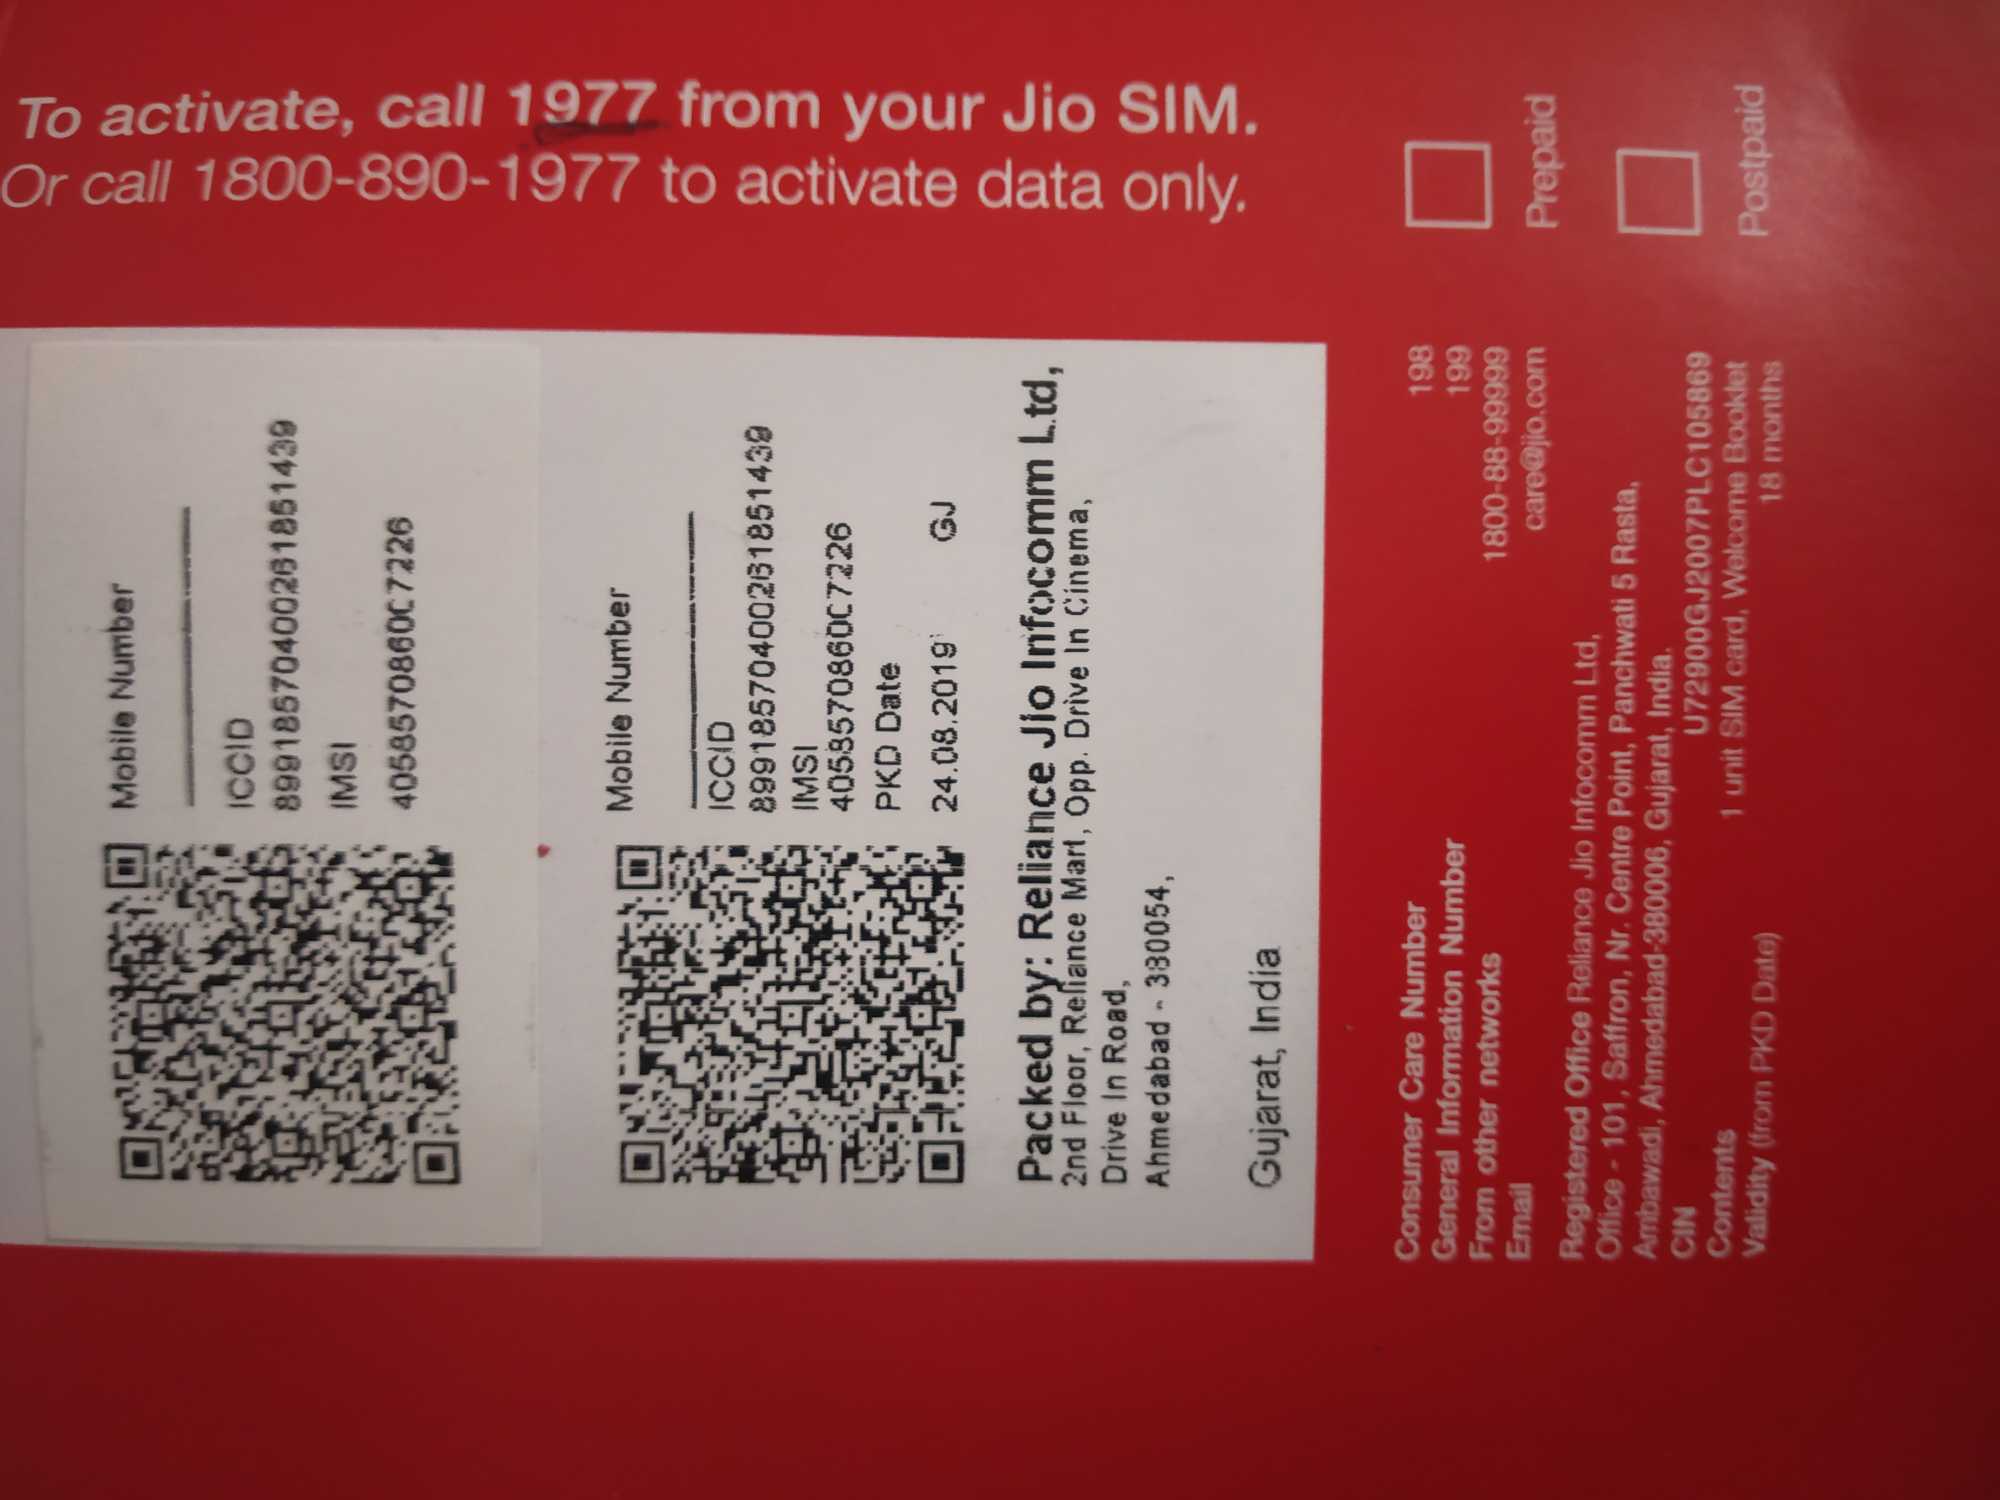 To activate, call 1977 from your Jio SIM.
Or call 1800-890-1977 to activate data only.
Mobile Number
ICCID
89918570400261851439
IMSI
405857086007226
Mobile Number
ICCID
89918570400261851439
IMSI
405857086007226
PKD Date
24.08.2019 GJ
Packed by: Reliance Jio Infocomm Ltd,
2nd Floor, Reliance Mart, Opp. Drive In Cinema,
Drive In Road,
Ahmedabad - 380054,
Gujarat, India
Consumer Care Number 198
General Information Number 199
From other networks 1800-88-99999
Email care@jio.com
Registered Office Reliance Jio Infocomm Ltd,
Office - 101, Saffron, Nr. Centre Point, Panchwati 5 Rasta,
Ambawadi, Ahmedabad-380006, Gujarat, India.
CIN U72900GJ2007PLC105869
Contents 1 unit SIM card, Welcome Booklet
Validity (from PKD Date) 18 months
Prepaid
Postpaid